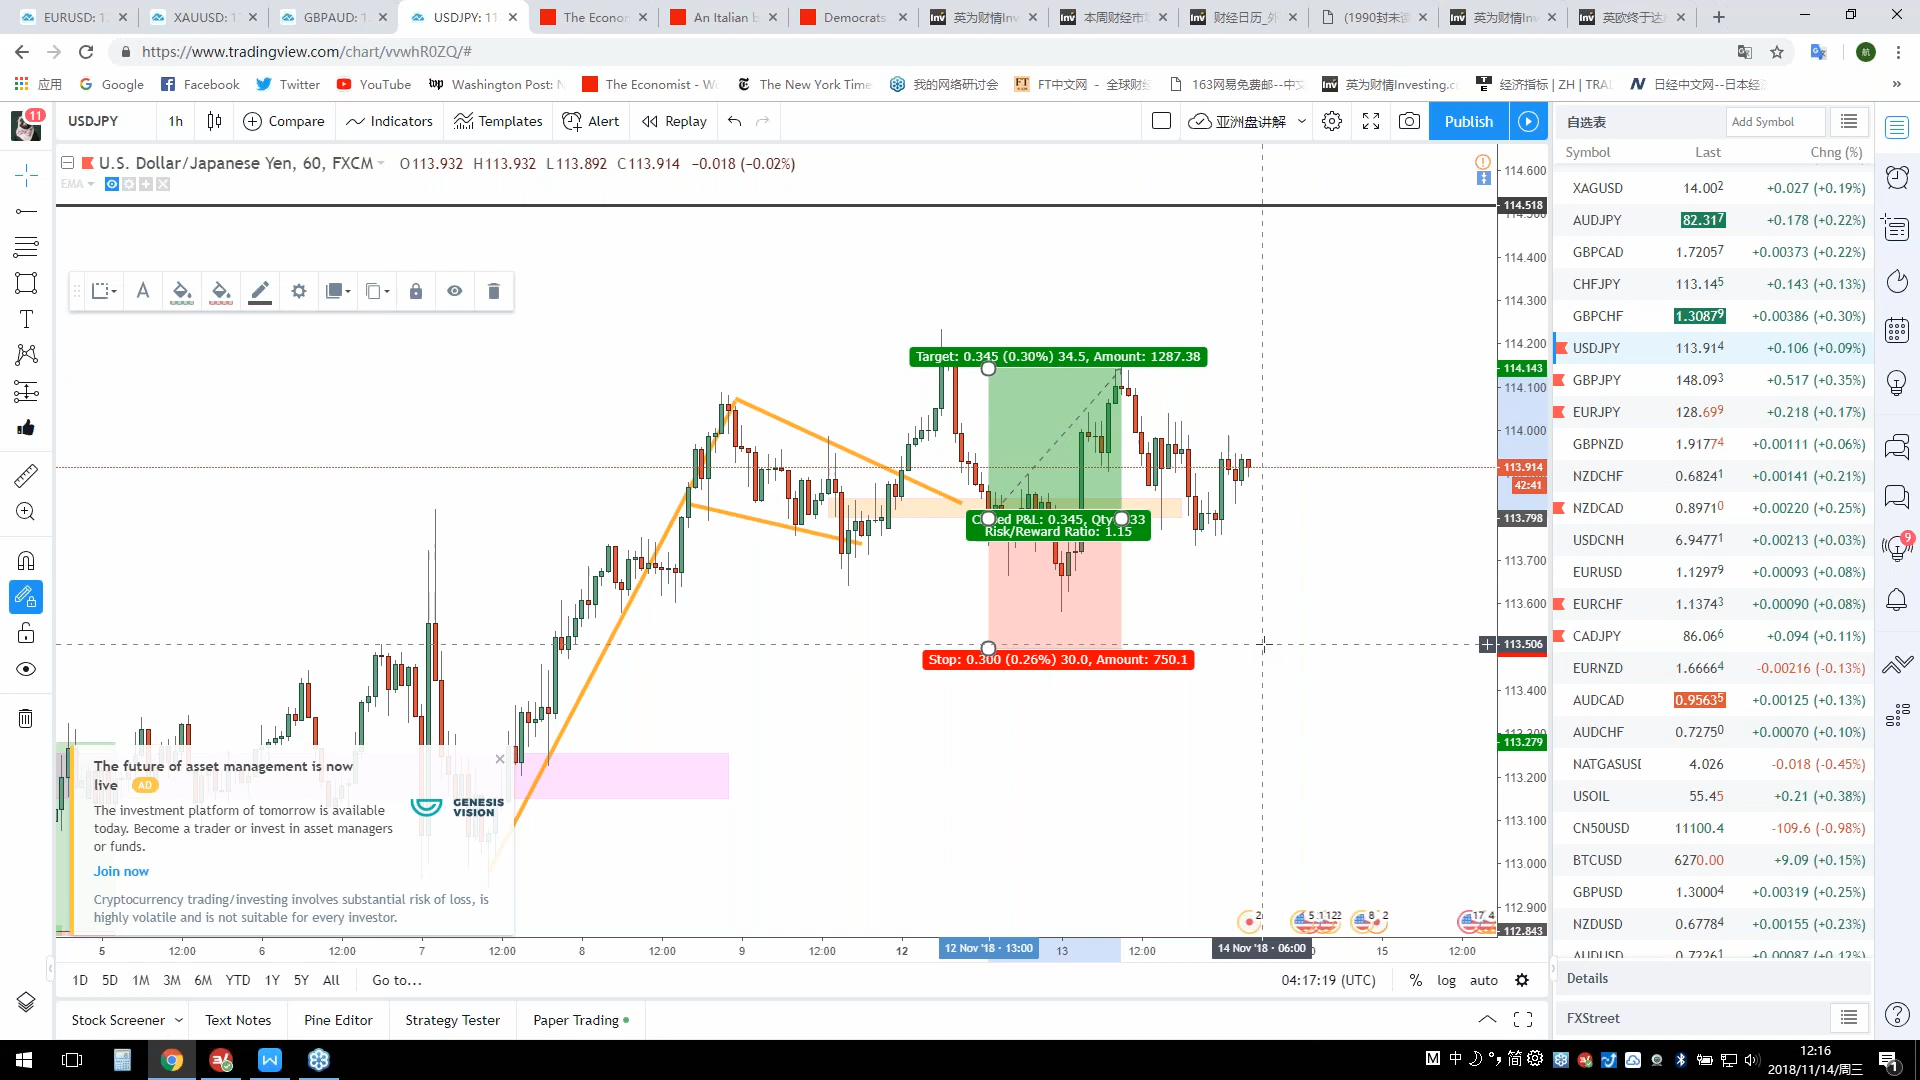 EURUSD: 1
XAUUSD: 1
GBPAUD: 1
USDJPY: 11
The Econor
An Italian b
Democrats
英为财情Inv
本周财经市
财经日历_外
(1990封未读
英为财情Inv
英欧终于达
https://www.tradingview.com/chart/vvwhR0ZQ/#
应用
Google
Facebook
Twitter
YouTube
Washington Post:
The Economist - W
The New York Time
我的网络研讨会
FT中文网 - 全球财经
163网易免费邮--中文
英为财情Investing.c
经济指标 | ZH | TRA
日经中文网--日本经
11
USDJPY
1h
Compare
Indicators
Templates
Alert
Replay
亚洲盘讲解
Publish
U.S. Dollar/Japanese Yen, 60, FXCM
O113.932 H113.932 L113.892 C113.914 −0.018 (−0.02%)
EMA
Target: 0.345 (0.30%) 34.5, Amount: 1287.38
Closed P&L: 0.345, Qty: 833
Risk/Reward Ratio: 1.15
Stop: 0.300 (0.26%) 30.0, Amount: 750.1
114.600
114.518
114.400
114.300
114.200
114.143
114.100
114.000
113.914
42:41
113.798
113.700
113.600
113.506
113.400
113.279
113.200
113.100
113.000
112.900
112.843
The future of asset management is now
live AD
The investment platform of tomorrow is available
today. Become a trader or invest in asset managers
or funds.
GENESIS
VISION
Join now
Cryptocurrency trading/investing involves substantial risk of loss, is
highly volatile and is not suitable for every investor.
5 12:00 6 12:00 7 12:00 8 12:00 9 12:00 12 12 Nov '18 - 13:00 13 12:00 14 Nov '18 - 06:00 15 12:00
1D 5D 1M 3M 6M YTD 1Y 5Y All Go to...
04:17:19 (UTC) % log auto
Stock Screener
Text Notes
Pine Editor
Strategy Tester
Paper Trading
自选表
Add Symbol
Symbol Last Chng (%)
XAGUSD 14.002 +0.027 (+0.19%)
AUDJPY 82.317 +0.178 (+0.22%)
GBPCAD 1.72057 +0.00373 (+0.22%)
CHFJPY 113.145 +0.143 (+0.13%)
GBPCHF 1.30879 +0.00386 (+0.30%)
USDJPY 113.914 +0.106 (+0.09%)
GBPJPY 148.093 +0.517 (+0.35%)
EURJPY 128.699 +0.218 (+0.17%)
GBPNZD 1.91774 +0.00111 (+0.06%)
NZDCHF 0.68241 +0.00141 (+0.21%)
NZDCAD 0.89710 +0.00220 (+0.25%)
USDCNH 6.94771 +0.00213 (+0.03%)
EURUSD 1.12979 +0.00093 (+0.08%)
EURCHF 1.13743 +0.00090 (+0.08%)
CADJPY 86.066 +0.094 (+0.11%)
EURNZD 1.66664 -0.00216 (-0.13%)
AUDCAD 0.95635 +0.00125 (+0.13%)
AUDCHF 0.72750 +0.00070 (+0.10%)
NATGASUSD 4.026 -0.018 (-0.45%)
USOIL 55.45 +0.21 (+0.38%)
CN50USD 11100.4 -109.6 (-0.98%)
BTCUSD 6270.00 +9.09 (+0.15%)
GBPUSD 1.30004 +0.00319 (+0.25%)
NZDUSD 0.67784 +0.00155 (+0.23%)
AUDUSD 0.72261 +0.00087 (+0.12%)
Details
FXStreet
9
12:16
2018/11/14/周三